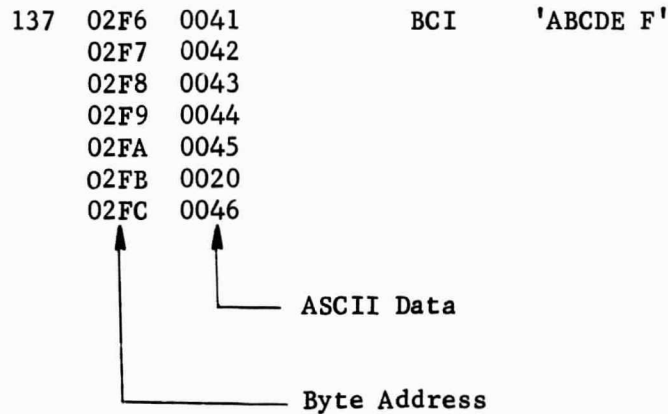 137 02F6 0041 BCI 'ABCDE F'
02F7 0042
02F8 0043
02F9 0044
02FA 0045
02FB 0020
02FC 0046
ASCII Data
Byte Address